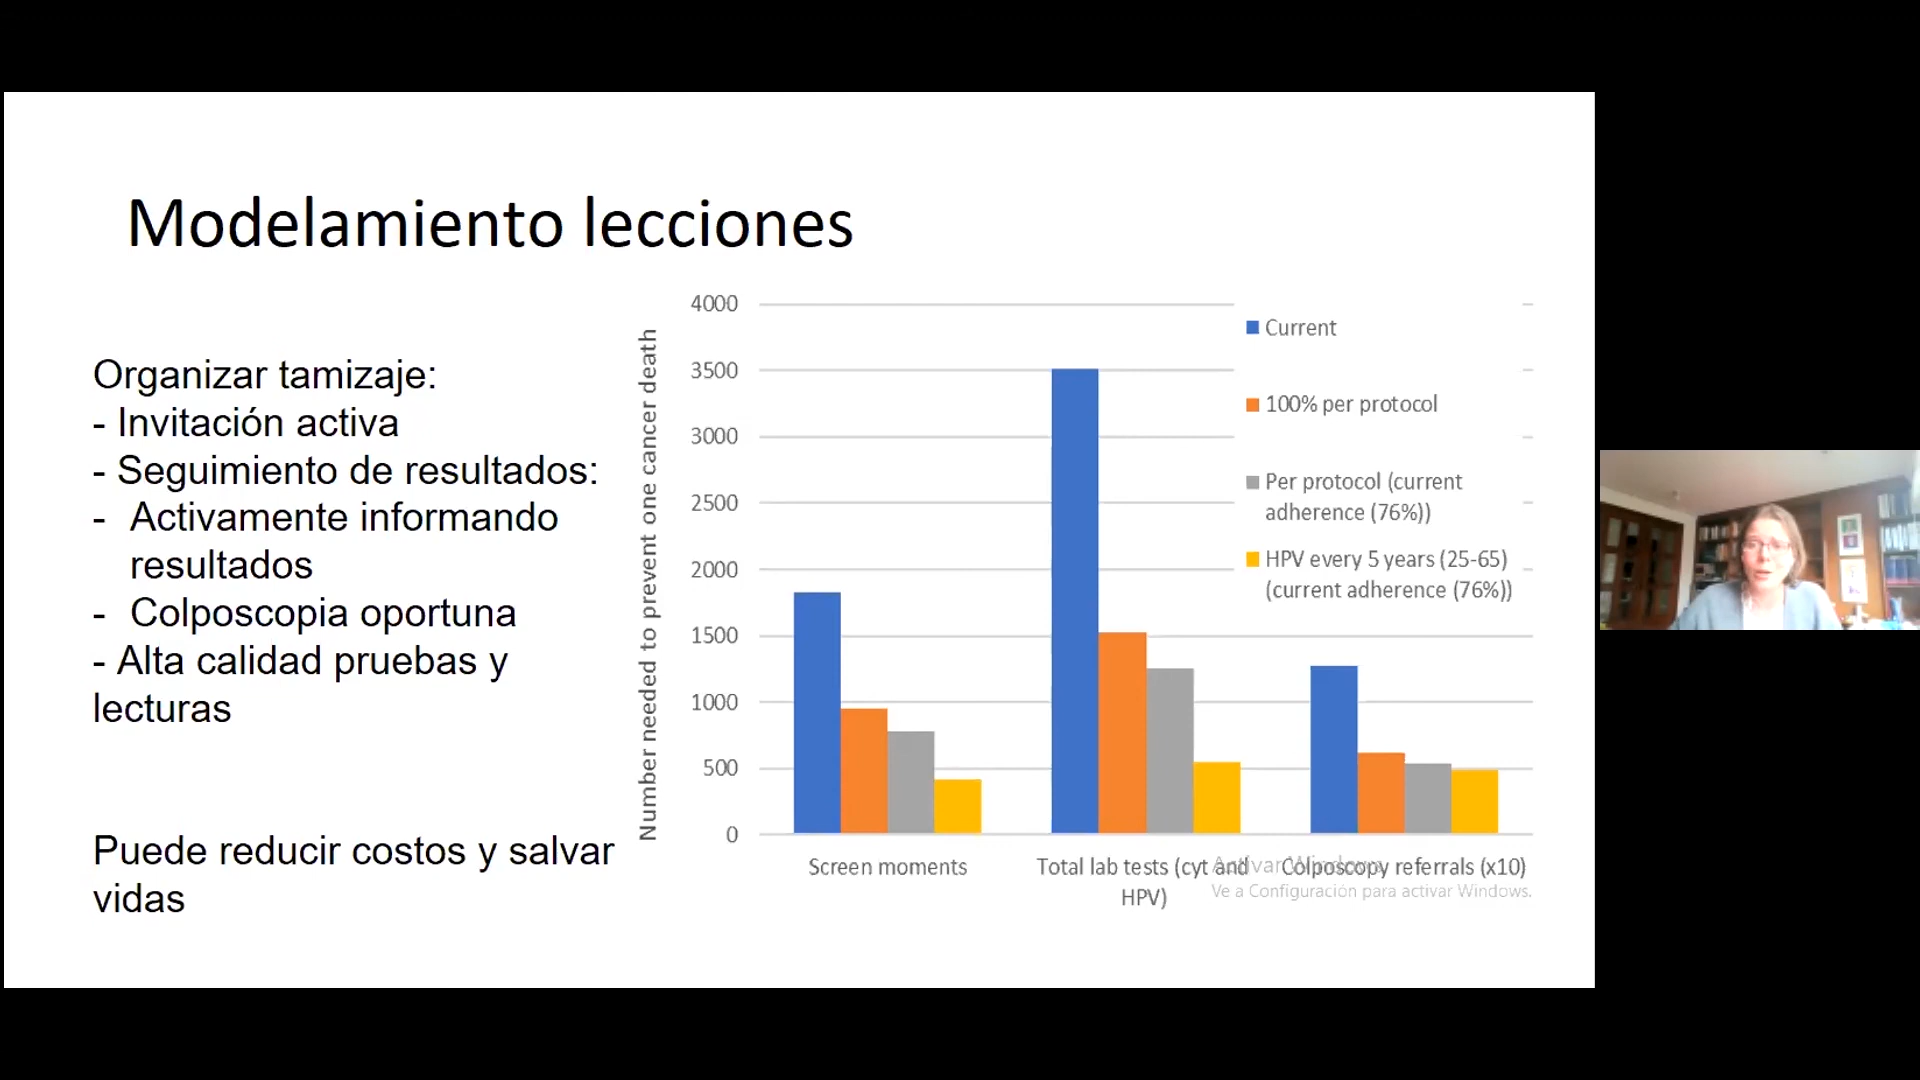 Modelamiento lecciones
Organizar tamizaje:
- Invitación activa
- Seguimiento de resultados:
- Activamente informando
resultados
- Colposcopia oportuna
- Alta calidad pruebas y
lecturas
Puede reducir costos y salvar
vidas
Number needed to prevent one cancer death
4000
3500
3000
2500
2000
1500
1000
500
0
Current
100% per protocol
Per protocol (current
adherence (76%))
HPV every 5 years (25-65)
(current adherence (76%))
Screen moments
Total lab tests (cyt and
HPV)
Colposcopy referrals (x10)
Activar Windows
Ve a Configuración para activar Windows.